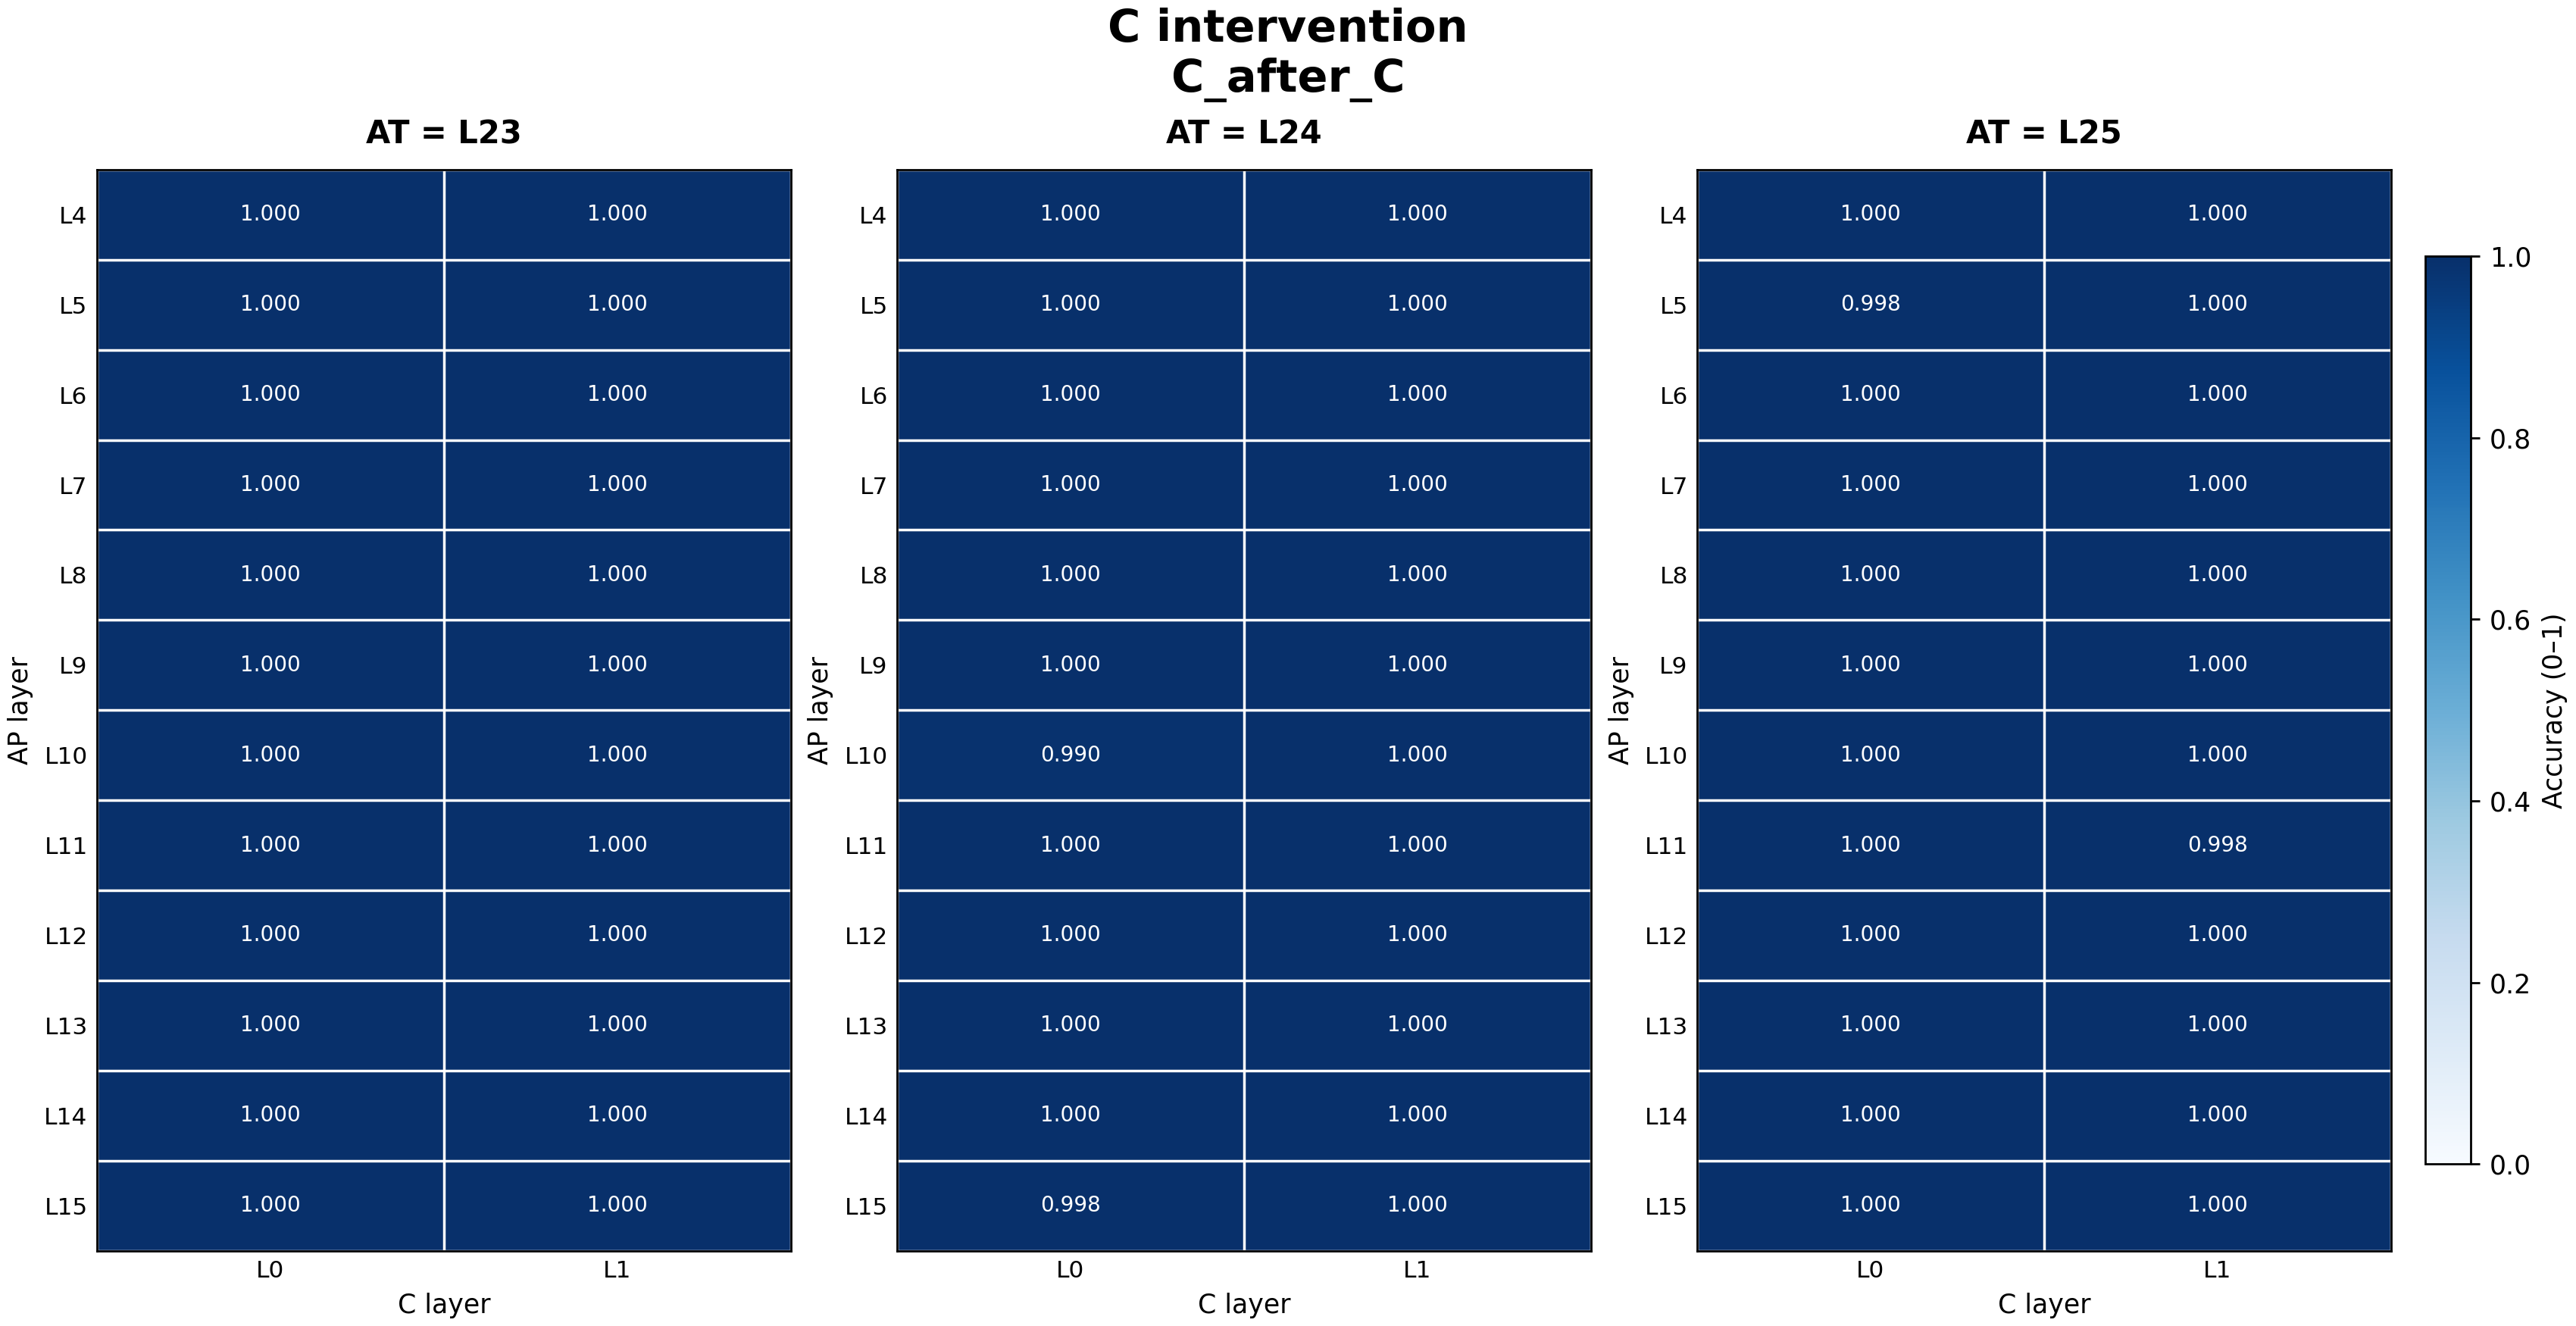 C intervention
C_after_C
AT = L23
L4 1.000 1.000
L5 1.000 1.000
L6 1.000 1.000
L7 1.000 1.000
L8 1.000 1.000
L9 1.000 1.000
L10 1.000 1.000
L11 1.000 1.000
L12 1.000 1.000
L13 1.000 1.000
L14 1.000 1.000
L15 1.000 1.000
L0 L1
C layer
AP layer
AT = L24
L4 1.000 1.000
L5 1.000 1.000
L6 1.000 1.000
L7 1.000 1.000
L8 1.000 1.000
L9 1.000 1.000
L10 0.990 1.000
L11 1.000 1.000
L12 1.000 1.000
L13 1.000 1.000
L14 1.000 1.000
L15 0.998 1.000
L0 L1
C layer
AP layer
AT = L25
L4 1.000 1.000
L5 0.998 1.000
L6 1.000 1.000
L7 1.000 1.000
L8 1.000 1.000
L9 1.000 1.000
L10 1.000 1.000
L11 1.000 0.998
L12 1.000 1.000
L13 1.000 1.000
L14 1.000 1.000
L15 1.000 1.000
L0 L1
C layer
AP layer
1.0
0.8
0.6
0.4
0.2
0.0
Accuracy (0–1)